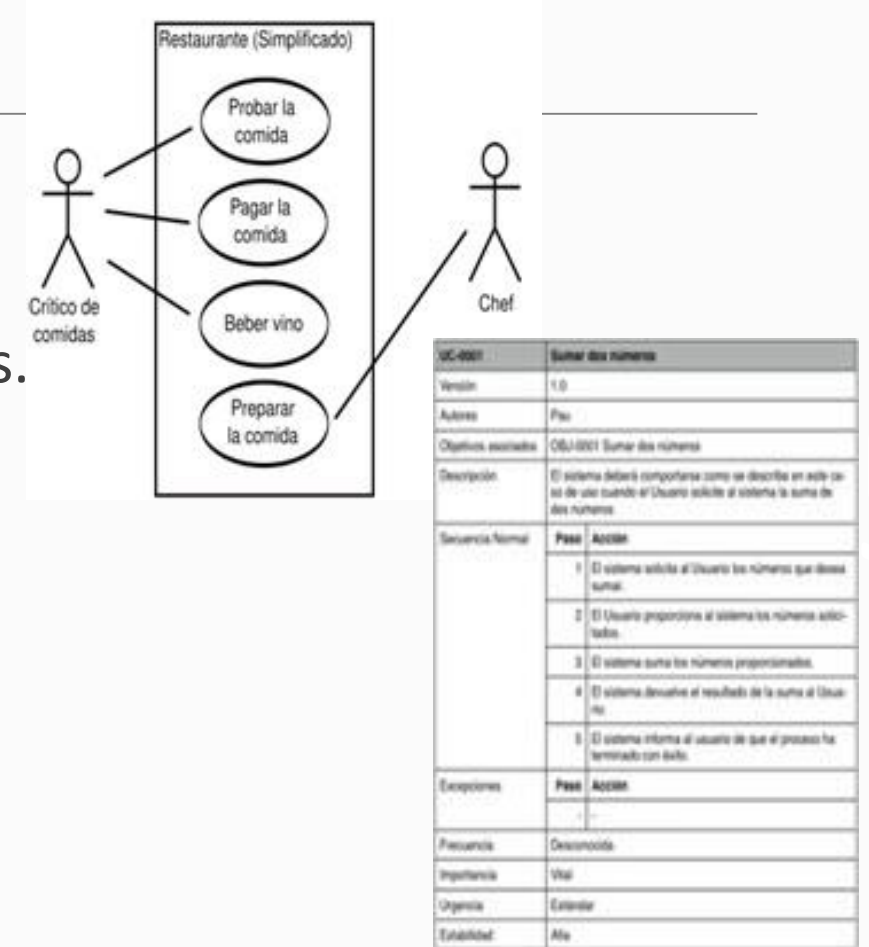 Restaurante (Simplificado)
Probar la
comida
Pagar la
comida
Beber vino
Preparar
la comida
Crítico de
comidas
Chef
s.
UC-0001 Sumar dos números
Versión 1.0
Autores Pau
Objetivos asociados OBJ-0001 Sumar dos números
Descripción El sistema deberá comportarse como se describe en este ca-
so de uso cuando el Usuario solicite al sistema la suma de
dos números
Secuencia Normal Paso Acción
1 El sistema solicita al Usuario los números que desea
sumar.
2 El Usuario proporciona al sistema los números solici-
tados.
3 El sistema suma los números proporcionados.
4 El sistema devuelve el resultado de la suma al Usua-
rio
5 El sistema informa al usuario de que el proceso ha
terminado con éxito.
Excepciones Paso Acción
- -
Frecuencia Desconocida
Importancia Vital
Urgencia Estándar
Estabilidad Alta